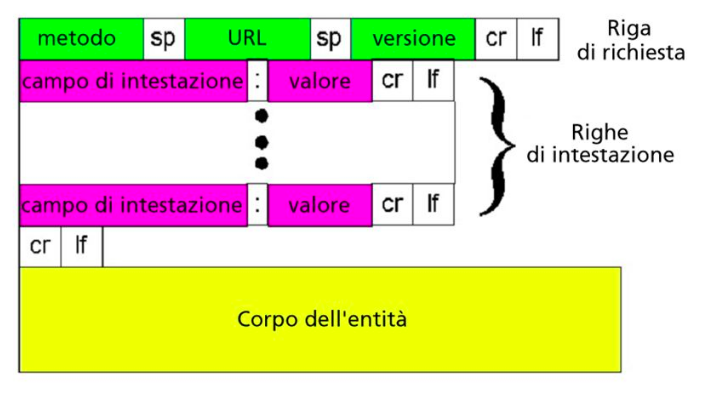 metodo sp URL sp versione cr lf
Riga
di richiesta
campo di intestazione : valore cr lf
Righe
di intestazione
campo di intestazione : valore cr lf
cr lf
Corpo dell'entità